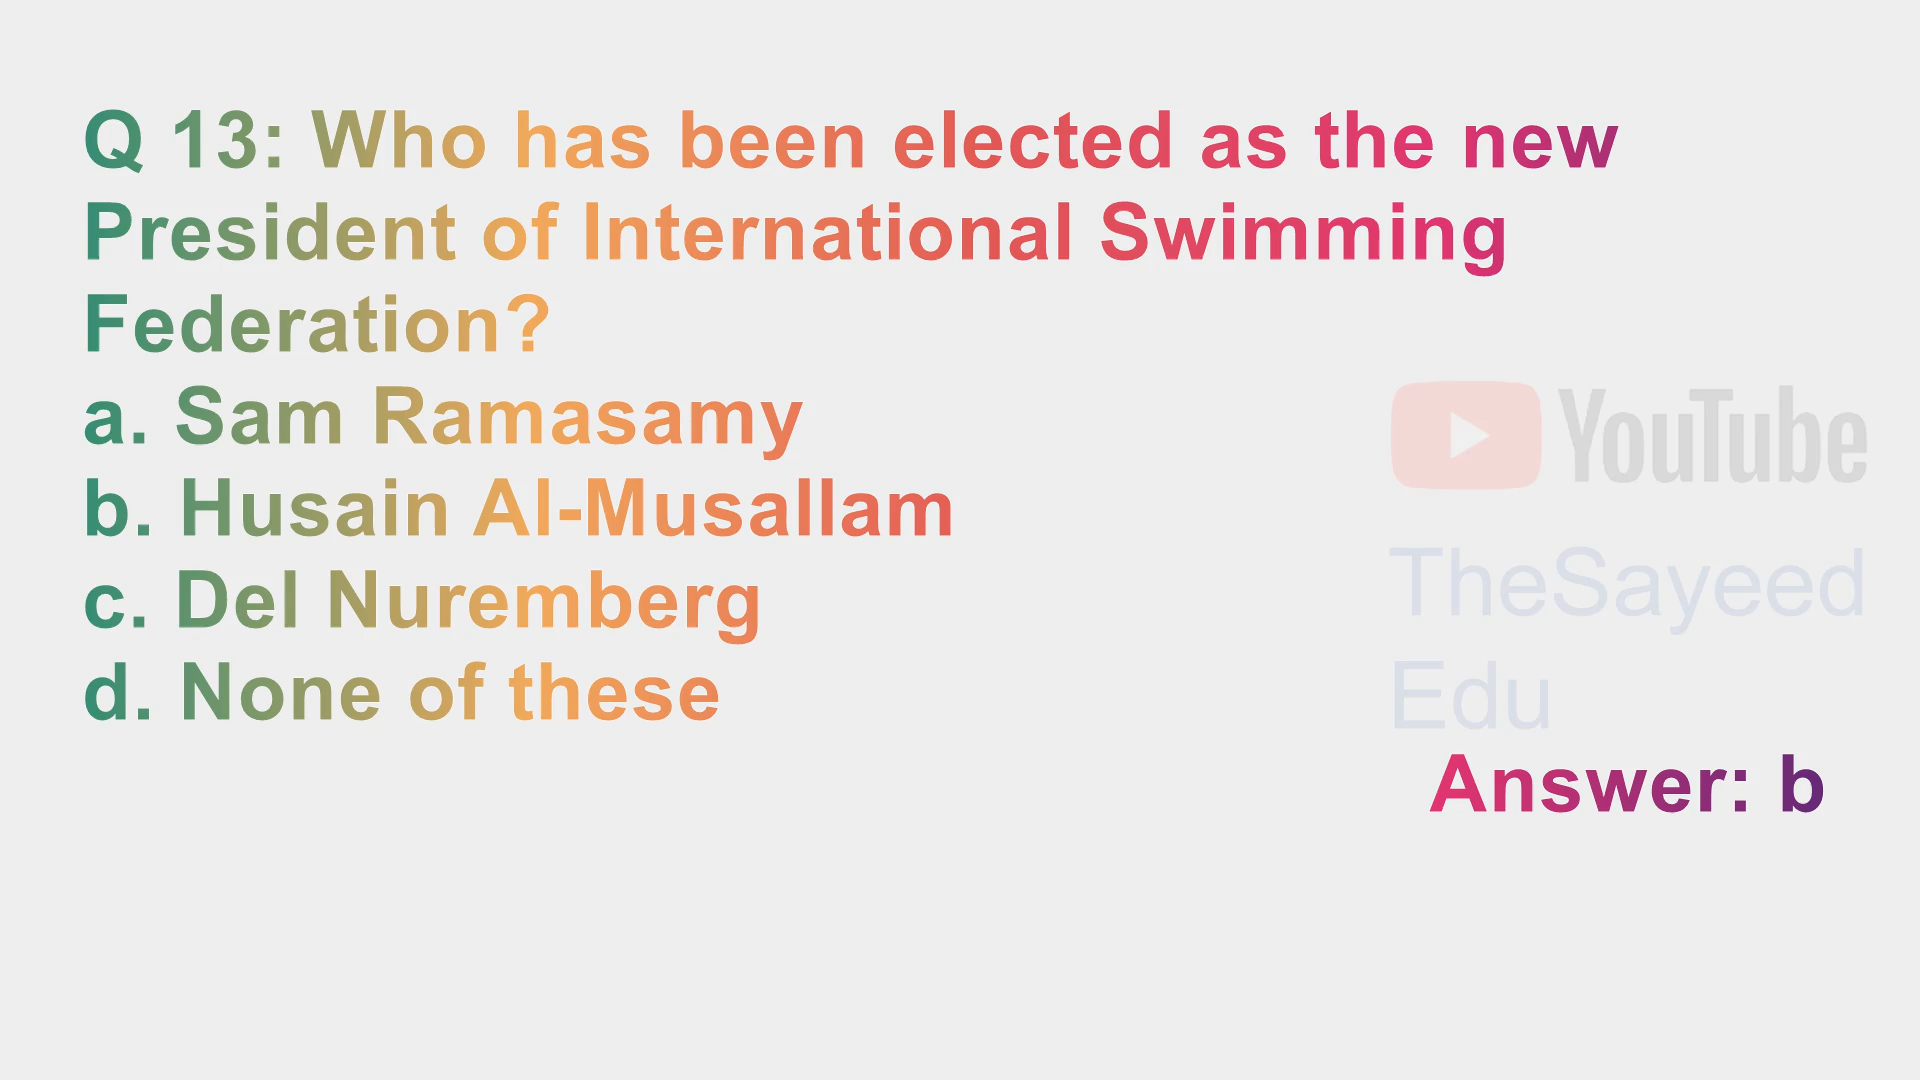 Q 13: Who has been elected as the new
President of International Swimming
Federation?
a. Sam Ramasamy
b. Husain Al-Musallam
c. Del Nuremberg
d. None of these
YouTube
TheSayeed
Edu
Answer: b